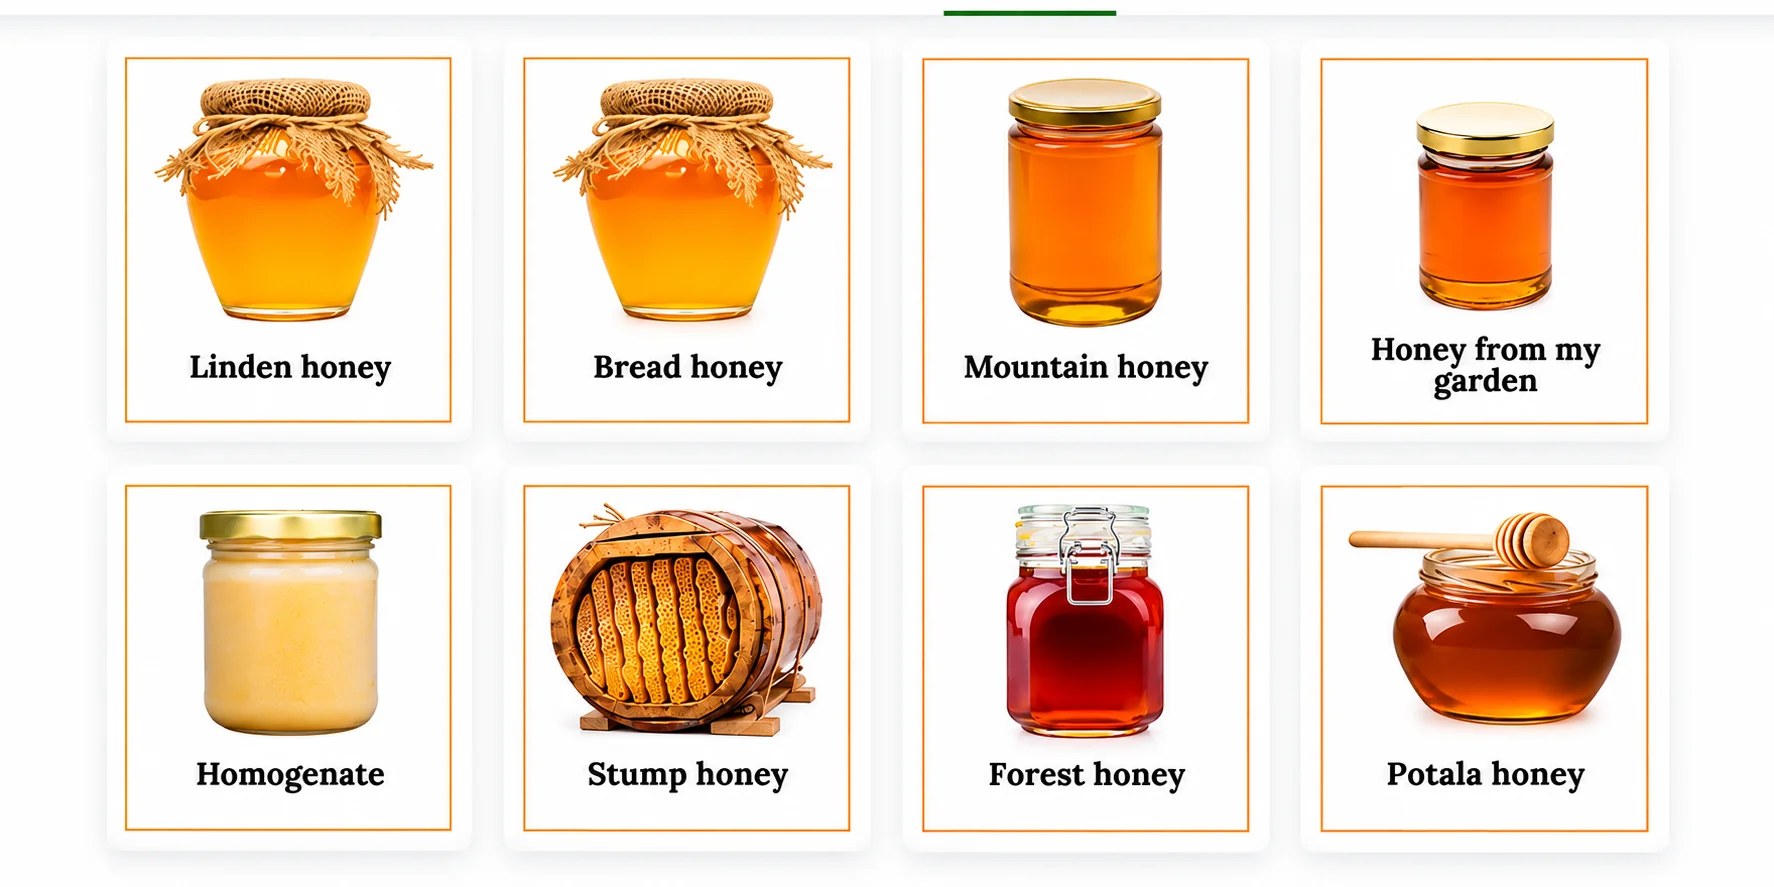 Linden honey
Bread honey
Mountain honey
Honey from my
garden
Homogenate
Stump honey
Forest honey
Potala honey